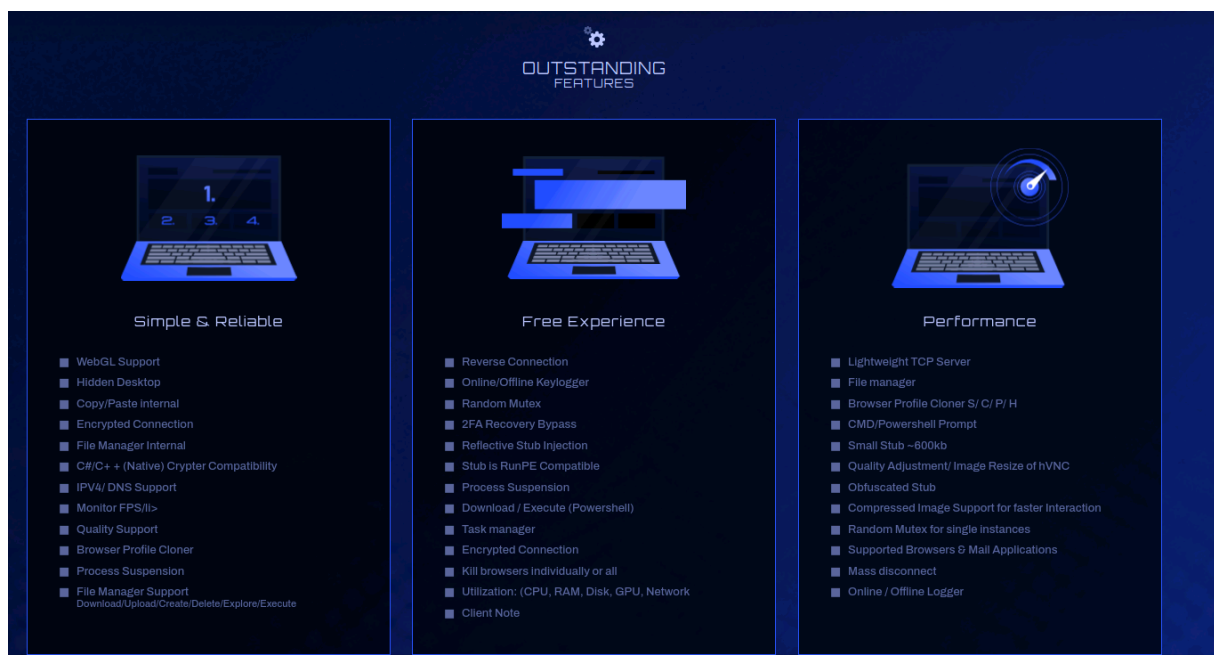 OUTSTANDING
FEATURES
1.
2. 3. 4.
Simple & Reliable
WebGL Support
Hidden Desktop
Copy/Paste internal
Encrypted Connection
File Manager Internal
C#/C+ + (Native) Crypter Compatibility
IPV4/ DNS Support
Monitor FPS/li>
Quality Support
Browser Profile Cloner
Process Suspension
File Manager Support
Download/Upload/Create/Delete/Explore/Execute
Free Experience
Reverse Connection
Online/Offline Keylogger
Random Mutex
2FA Recovery Bypass
Reflective Stub Injection
Stub is RunPE Compatible
Process Suspension
Download / Execute (Powershell)
Task manager
Encrypted Connection
Kill browsers individually or all
Utilization: (CPU, RAM, Disk, GPU, Network
Client Note
Performance
Lightweight TCP Server
File manager
Browser Profile Cloner S/ C/ P/ H
CMD/Powershell Prompt
Small Stub ~600kb
Quality Adjustment/ Image Resize of hVNC
Obfuscated Stub
Compressed Image Support for faster Interaction
Random Mutex for single instances
Supported Browsers & Mail Applications
Mass disconnect
Online / Offline Logger